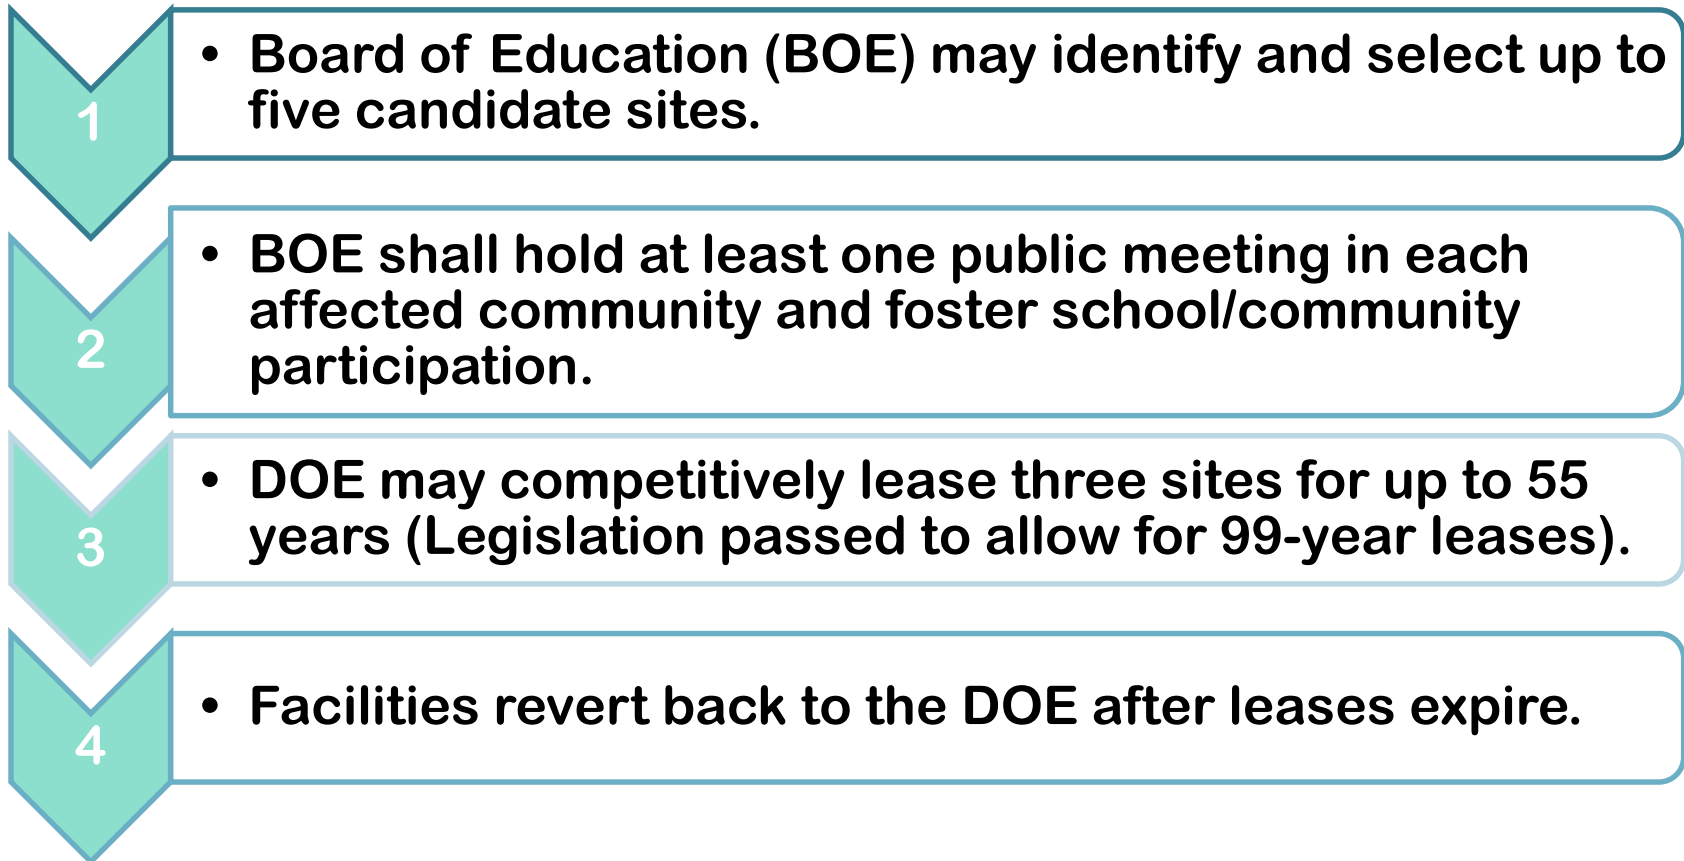 1
• Board of Education (BOE) may identify and select up to
five candidate sites.
2
• BOE shall hold at least one public meeting in each
affected community and foster school/community
participation.
3
• DOE may competitively lease three sites for up to 55
years (Legislation passed to allow for 99-year leases).
4
• Facilities revert back to the DOE after leases expire.